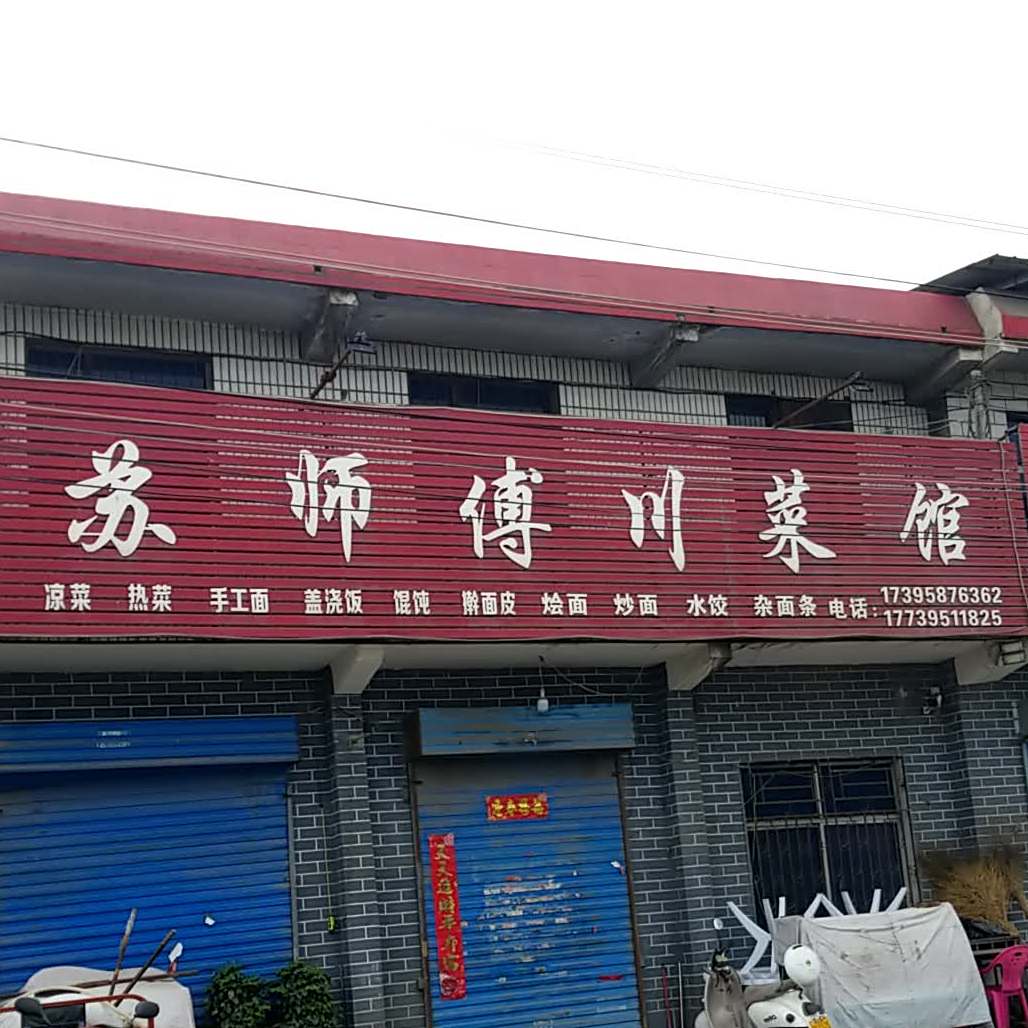 苏师傅川菜馆
凉菜 热菜 手工面 盖浇饭 馄饨 擀面皮 烩面 炒面 水饺 杂面条 电话:
17395876362
17739511825